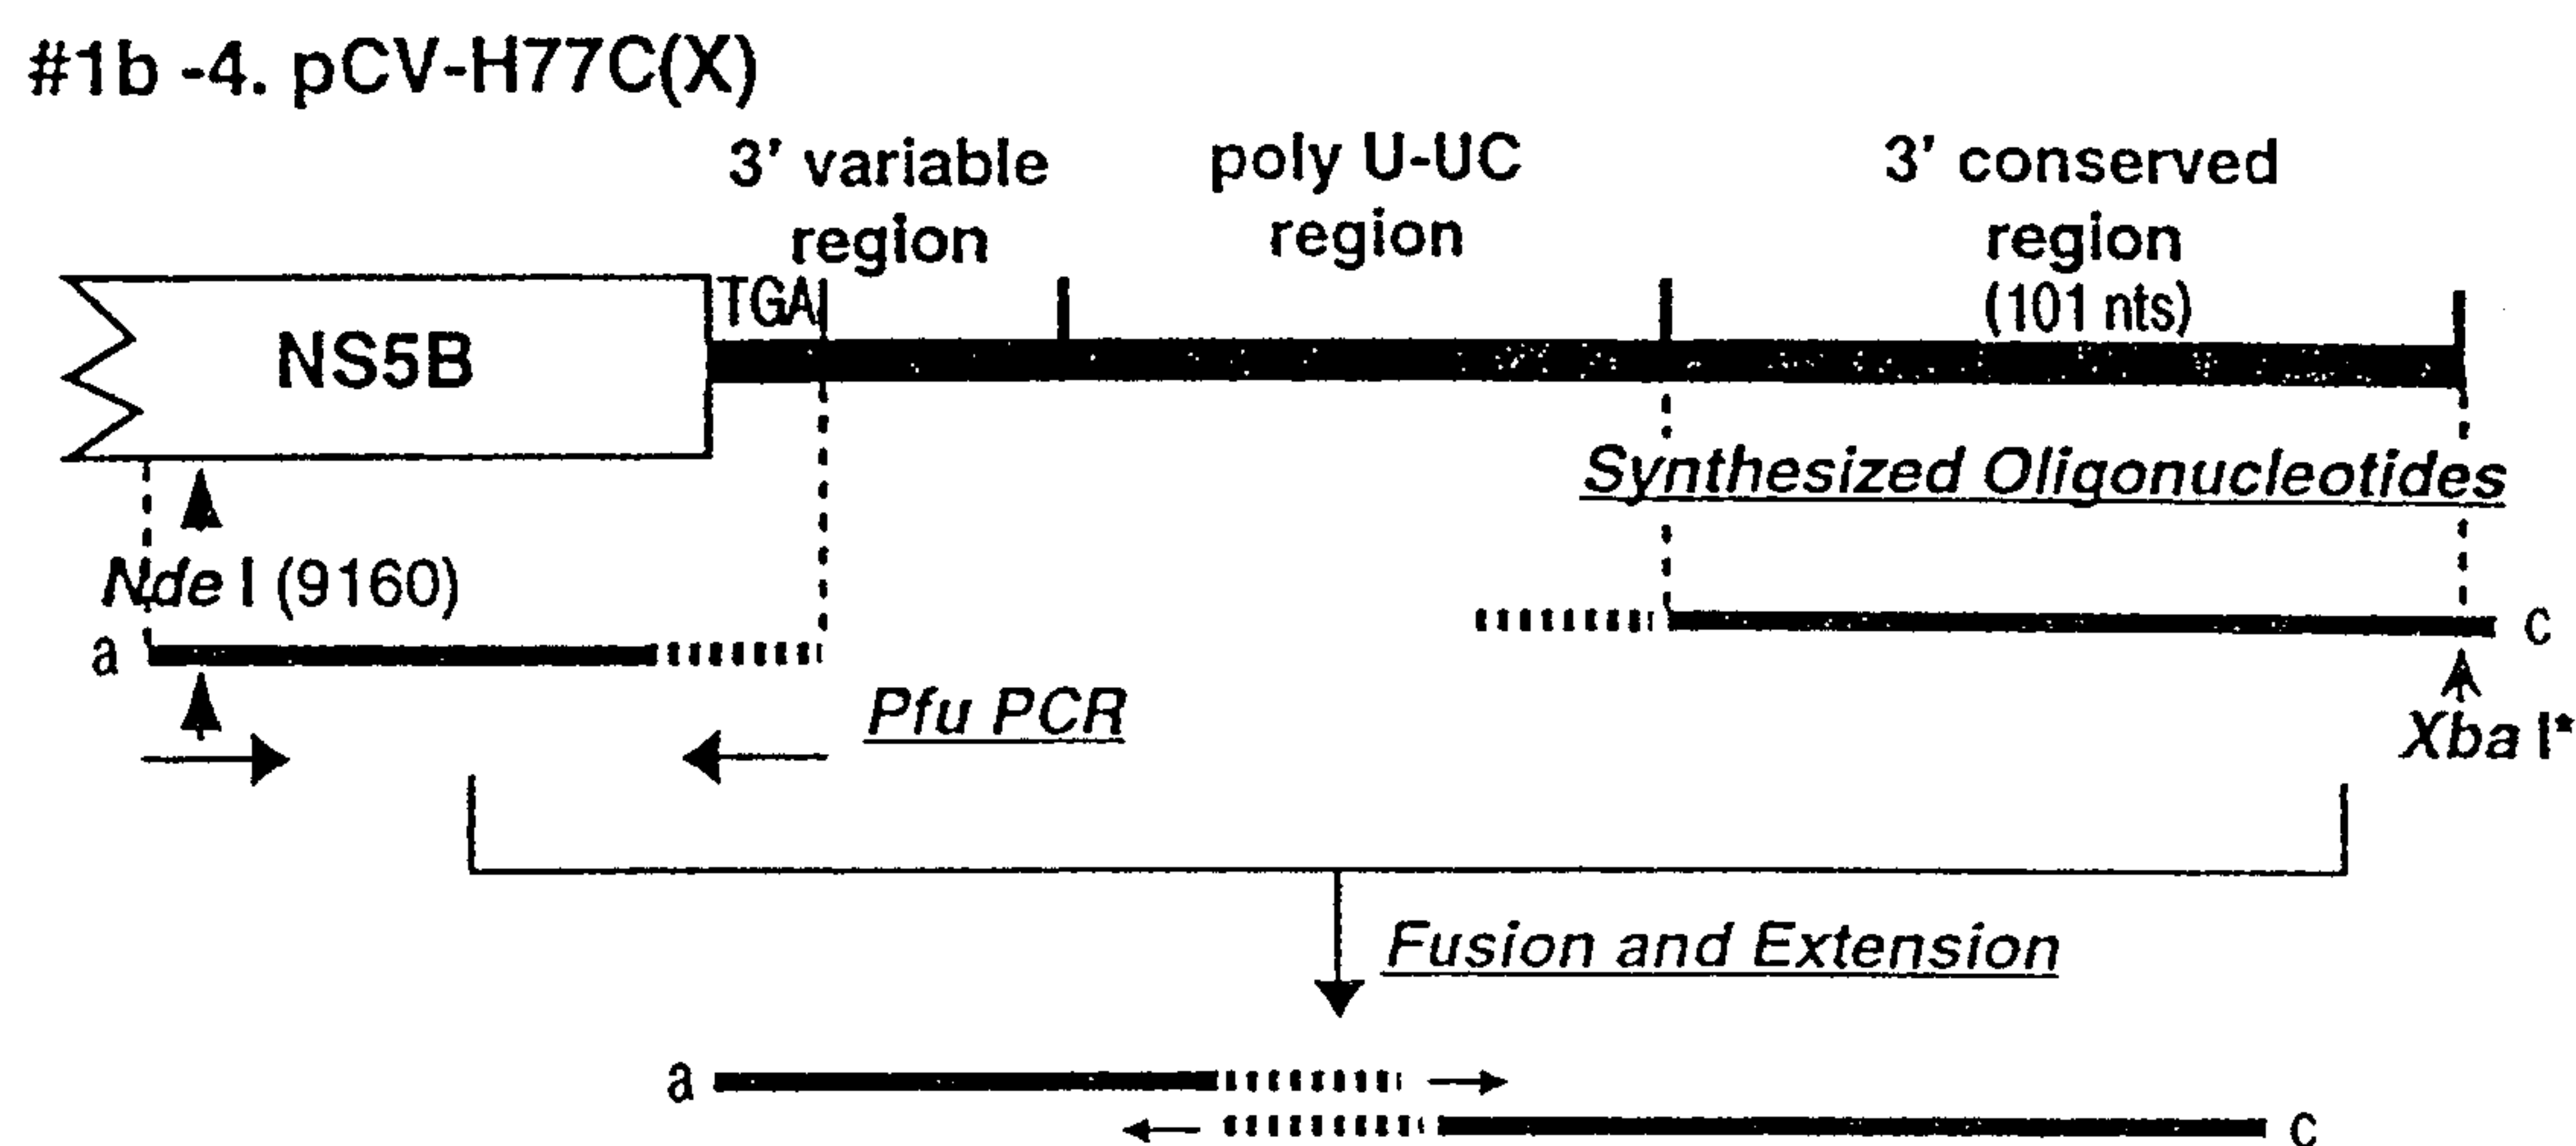 #1b -4. pCV-H77C(X)
3' variable
region
poly U-UC
region
3' conserved
region
(101 nts)
TGA
NS5B
Synthesized Oligonucleotides
Nde I (9160)
a
c
Pfu PCR
Xba I*
Fusion and Extension
a
c